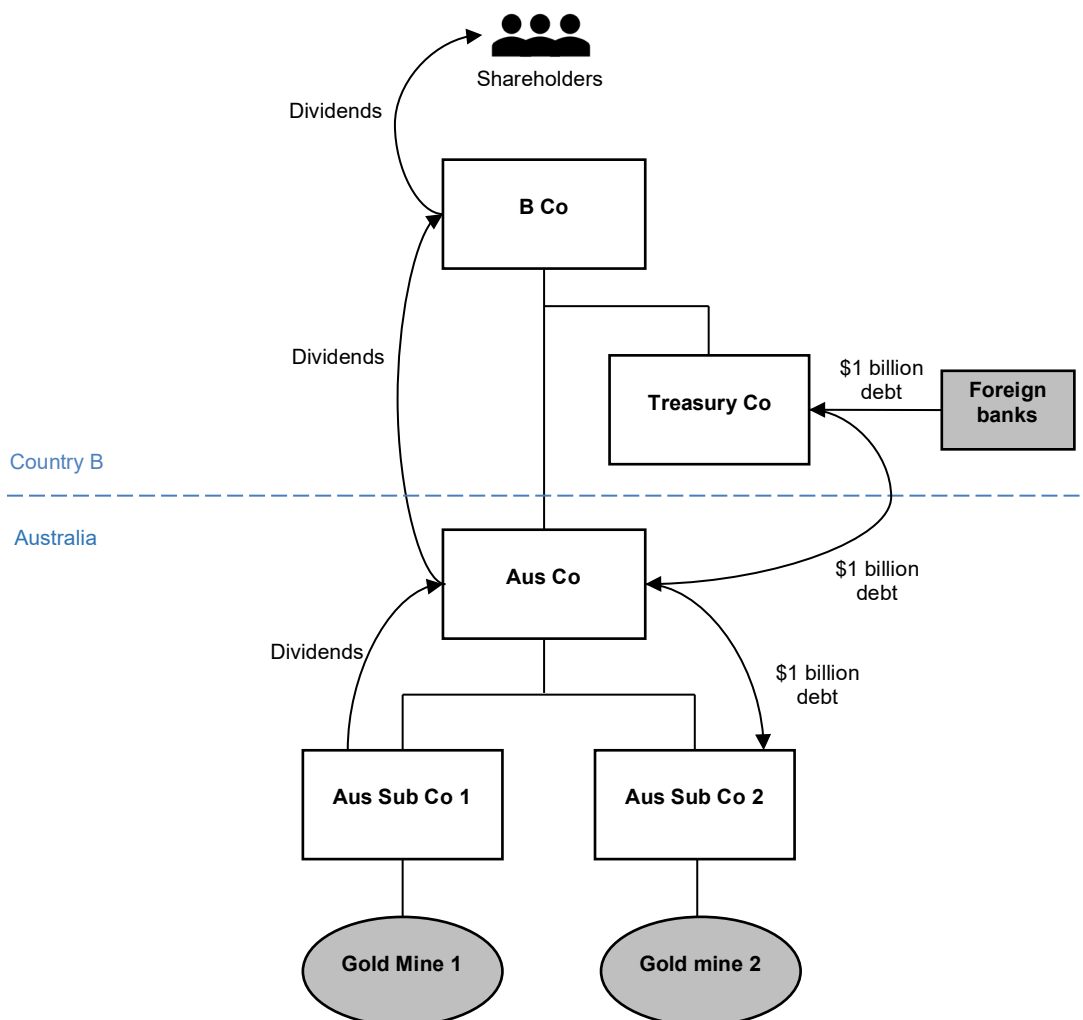 Shareholders
Dividends
B Co
Dividends
$1 billion
debt
Foreign
banks
Treasury Co
Country B
Australia
Aus Co
$1 billion
debt
Dividends
$1 billion
debt
Aus Sub Co 1
Aus Sub Co 2
Gold Mine 1
Gold mine 2